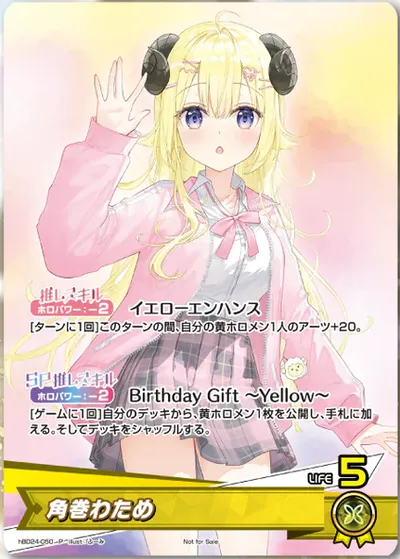 推しスキル
ホロパワー：-2
イエローエンハンス
[ターンに1回]このターンの間、自分の黄ホロメン1人のアーツ+20。
SP推しスキル
ホロパワー：-2
Birthday Gift ～Yellow～
[ゲームに1回]自分のデッキから、黄ホロメン1枚を公開し、手札に加
える。そしてデッキをシャッフルする。
LIFE 5
角巻わため
hBD24-050 P Illust.:ふーみ Not for Sale